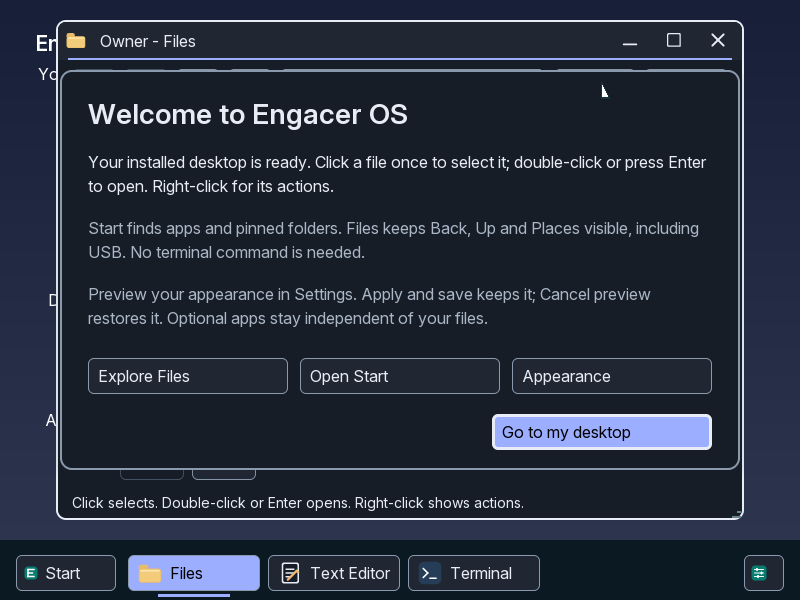 Owner - Files
Welcome to Engacer OS
Your installed desktop is ready. Click a file once to select it; double-click or press Enter
to open. Right-click for its actions.
Start finds apps and pinned folders. Files keeps Back, Up and Places visible, including
USB. No terminal command is needed.
Preview your appearance in Settings. Apply and save keeps it; Cancel preview
restores it. Optional apps stay independent of your files.
Explore Files
Open Start
Appearance
Go to my desktop
Click selects. Double-click or Enter opens. Right-click shows actions.
Start
Files
Text Editor
Terminal